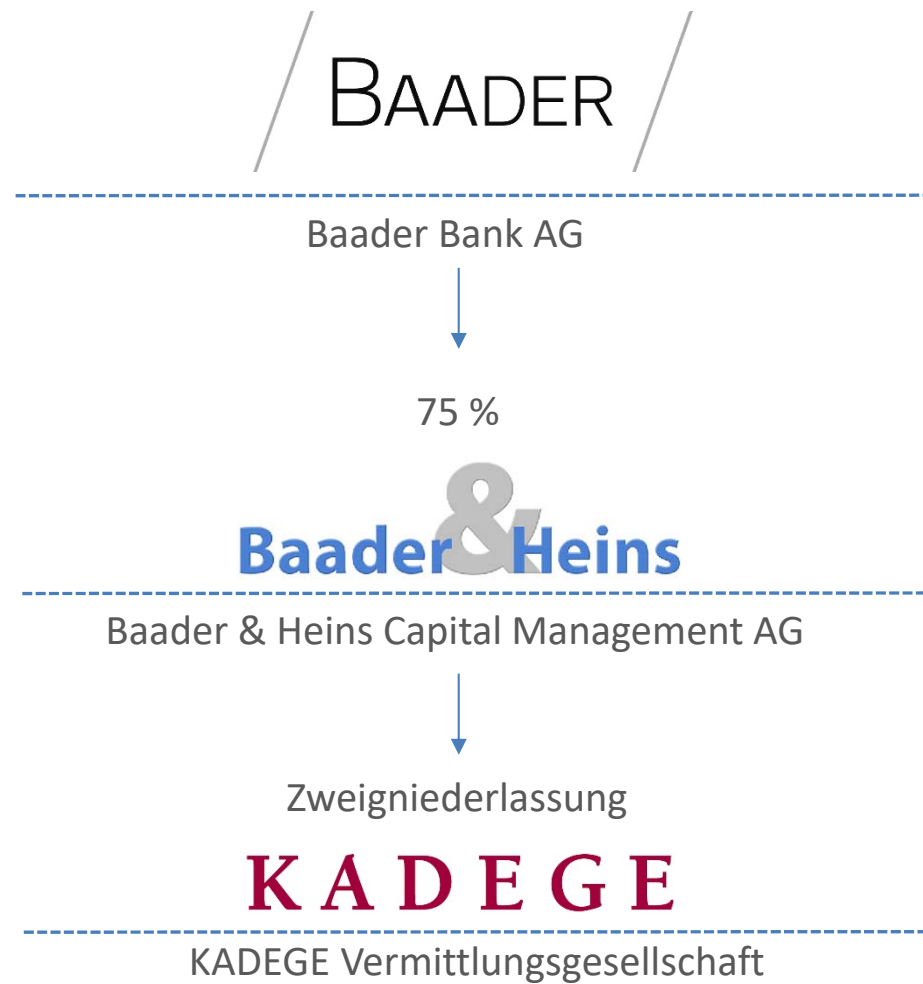 BAADER
Baader Bank AG
75 %
Baader & Heins
Baader & Heins Capital Management AG
Zweigniederlassung
KADEGE
KADEGE Vermittlungsgesellschaft